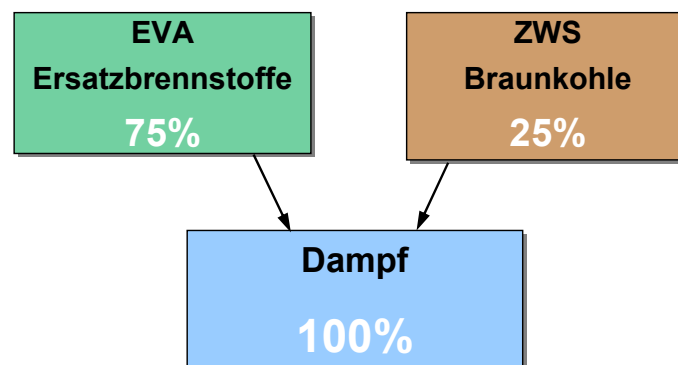 EVA
Ersatzbrennstoffe
75%
ZWS
Braunkohle
25%
Dampf
100%